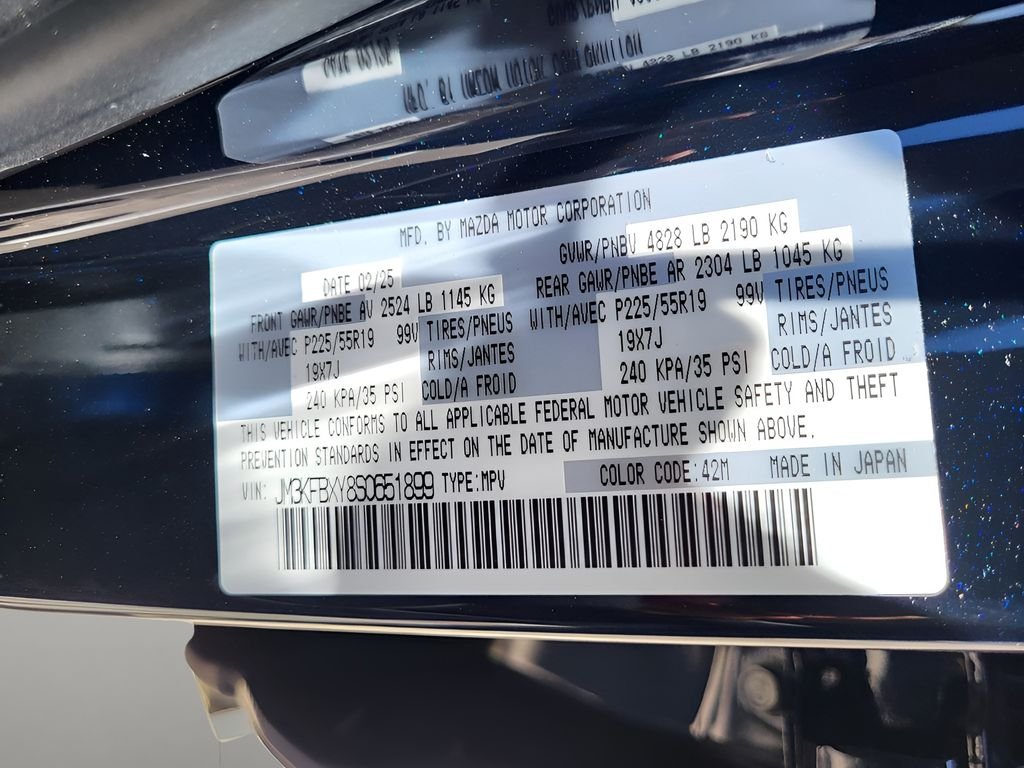 MFD. BY MAZDA MOTOR CORPORATION
DATE 02/25 GVWR/PNBV 4828 LB 2190 KG
FRONT GAWR/PNBE AV 2524 LB 1145 KG REAR GAWR/PNBE AR 2304 LB 1045 KG
WITH/AVEC P225/55R19 99V TIRES/PNEUS WITH/AVEC P225/55R19 99V TIRES/PNEUS
19X7J RIMS/JANTES 19X7J RIMS/JANTES
240 KPA/35 PSI COLD/A FROID 240 KPA/35 PSI COLD/A FROID
THIS VEHICLE CONFORMS TO ALL APPLICABLE FEDERAL MOTOR VEHICLE SAFETY AND THEFT
PREVENTION STANDARDS IN EFFECT ON THE DATE OF MANUFACTURE SHOWN ABOVE.
VIN: JM3KFBXY8S0651899 TYPE:MPV COLOR CODE:42M MADE IN JAPAN